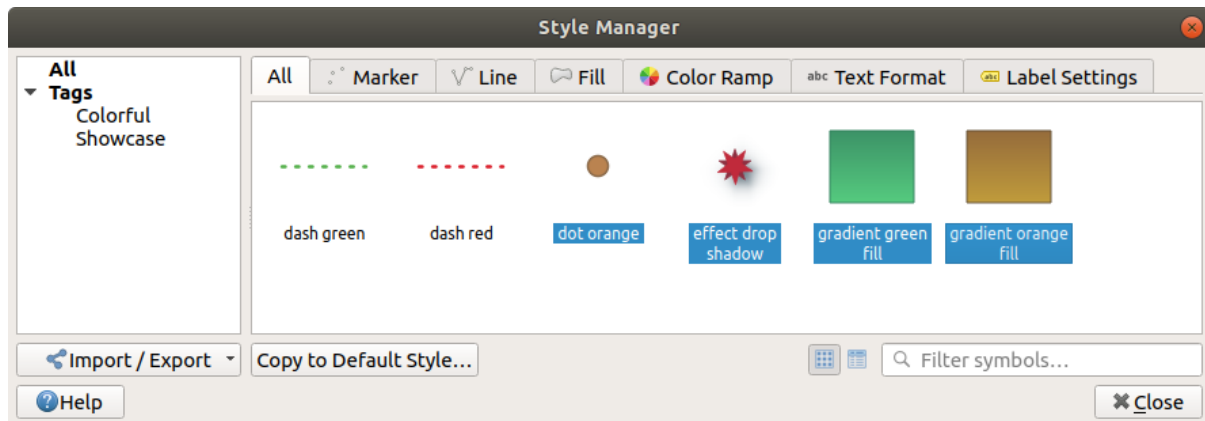 Style Manager
All
Tags
Colorful
Showcase
All
Marker
Line
Fill
Color Ramp
abc Text Format
abc Label Settings
dash green
dash red
dot orange
effect drop
shadow
gradient green
fill
gradient orange
fill
Import / Export
Copy to Default Style...
Filter symbols...
Help
Close